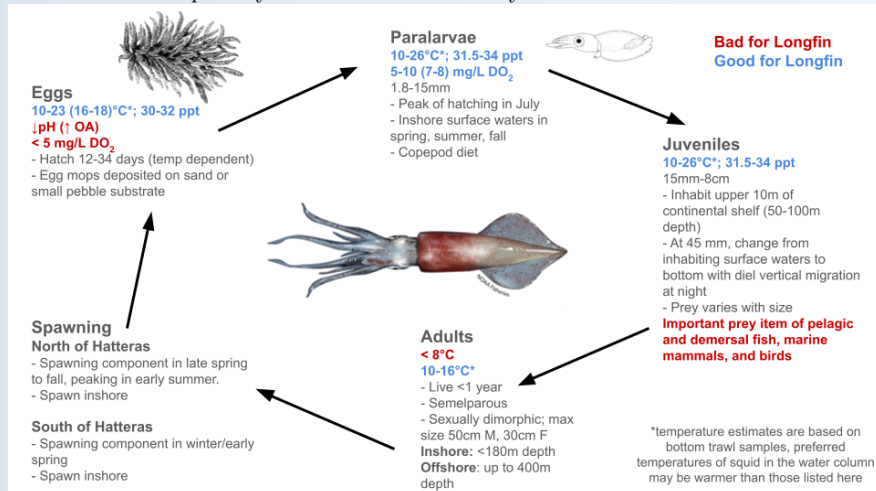 Eggs
10-23 (16-18)°C*; 30-32 ppt
↓pH (↑ OA)
< 5 mg/L DO2
- Hatch 12-34 days (temp dependent)
- Egg mops deposited on sand or
small pebble substrate
Paralarvae
10-26°C*; 31.5-34 ppt
5-10 (7-8) mg/L DO2
1.8-15mm
- Peak of hatching in July
- Inshore surface waters in
spring, summer, fall
- Copepod diet
Bad for Longfin
Good for Longfin
Juveniles
10-26°C*; 31.5-34 ppt
15mm-8cm
- Inhabit upper 10m of
continental shelf (50-100m
depth)
- At 45 mm, change from
inhabiting surface waters to
bottom with diel vertical migration
at night
- Prey varies with size
Important prey item of pelagic
and demersal fish, marine
mammals, and birds
NOAA Fisheries
Adults
< 8°C
10-16°C*
- Live <1 year
- Semelparous
- Sexually dimorphic; max
size 50cm M, 30cm F
Inshore: <180m depth
Offshore: up to 400m
depth
Spawning
North of Hatteras
- Spawning component in late spring
to fall, peaking in early summer.
- Spawn inshore
South of Hatteras
- Spawning component in winter/early
spring
- Spawn inshore
*temperature estimates are based on
bottom trawl samples, preferred
temperatures of squid in the water column
may be warmer than those listed here